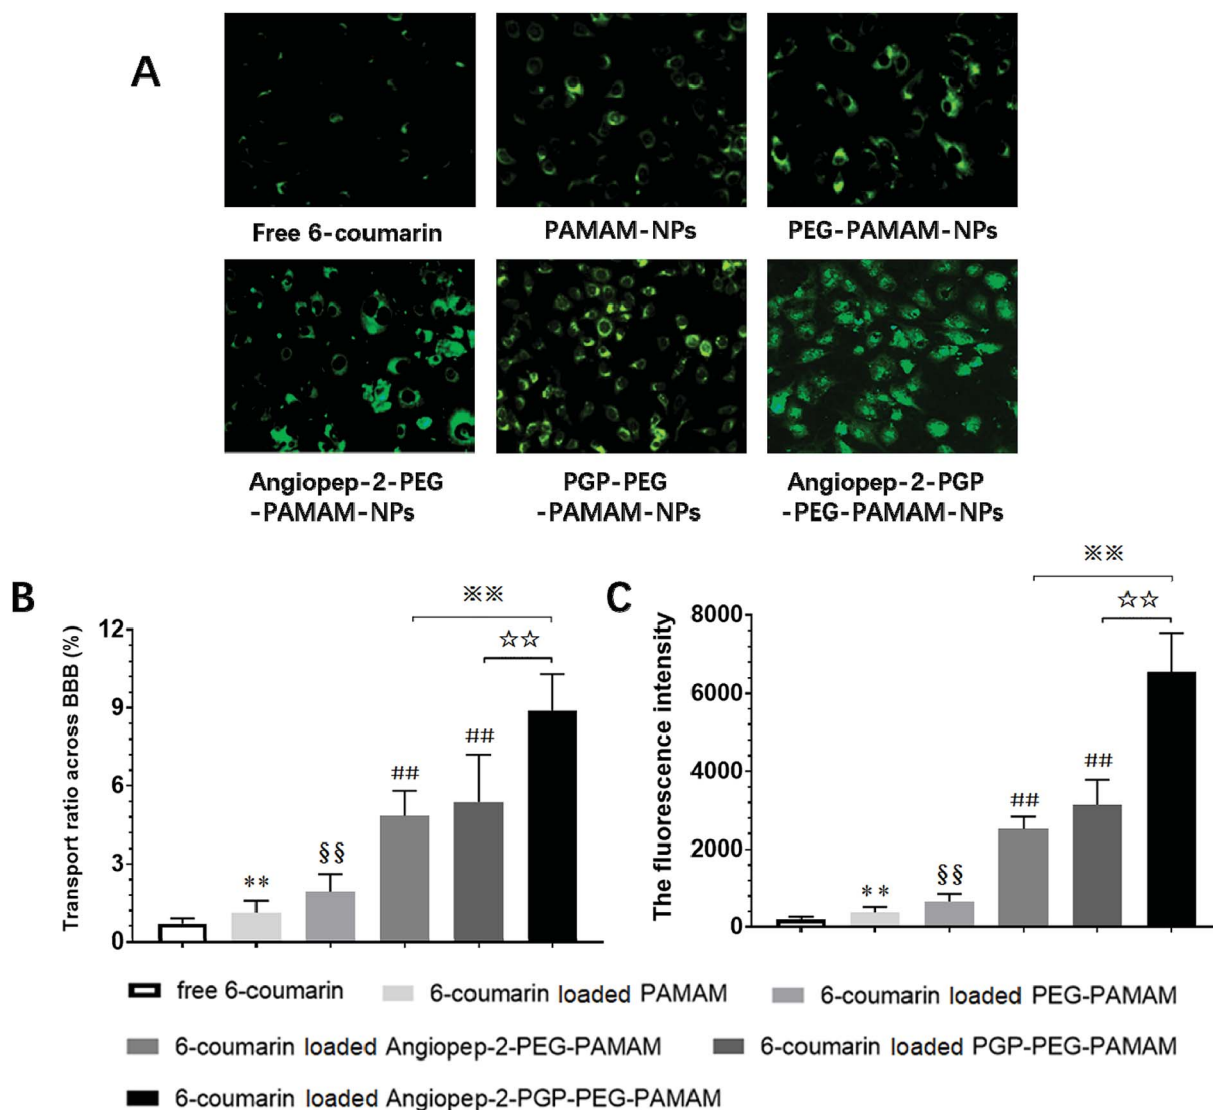 A
Free 6-coumarin
PAMAM-NPs
PEG-PAMAM-NPs
Angiopep-2-PEG
-PAMAM-NPs
PGP-PEG
-PAMAM-NPs
Angiopep-2-PGP
-PEG-PAMAM-NPs
B
Transport ratio across BBB (%)
12
9
6
3
0
**
§§
##
##
※※
☆☆
C
The fluorescence intensity
8000
6000
4000
2000
0
**
§§
##
##
※※
☆☆
free 6-coumarin
6-coumarin loaded PAMAM
6-coumarin loaded PEG-PAMAM
6-coumarin loaded Angiopep-2-PEG-PAMAM
6-coumarin loaded PGP-PEG-PAMAM
6-coumarin loaded Angiopep-2-PGP-PEG-PAMAM